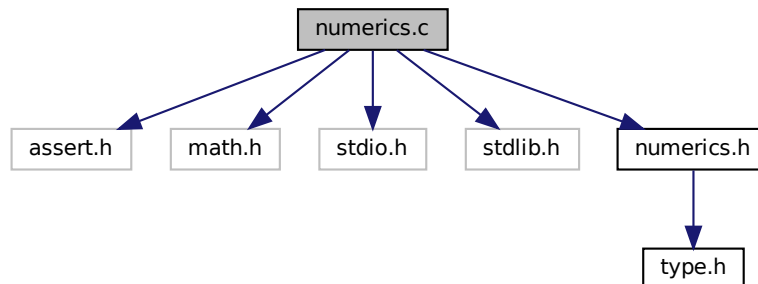 numerics.c
assert.h
math.h
stdio.h
stdlib.h
numerics.h
type.h